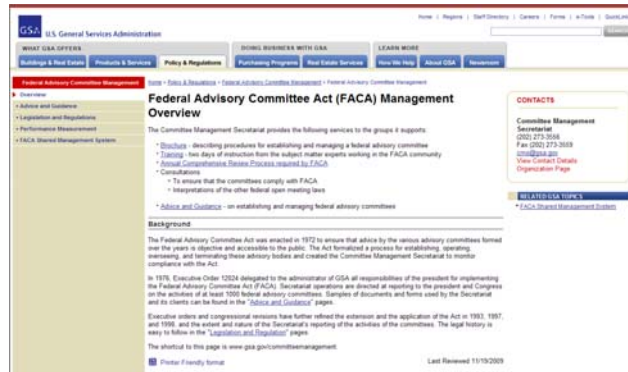 Home | Regions | Staff Directory | Careers | Forms | e-Tools | QuickLinks
GSA U.S. General Services Administration
WHAT GSA OFFERS
DOING BUSINESS WITH GSA
LEARN MORE
Buildings & Real Estate
Products & Services
Policy & Regulations
Purchasing Programs
Real Estate Services
How We Help
About GSA
Newsroom
Federal Advisory Committee Management
Overview
Advice and Guidance
Legislation and Regulations
Performance Measurement
FACA Shared Management System
Home > Policy & Regulations > Federal Advisory Committee Management > Federal Advisory Committee Management
Federal Advisory Committee Act (FACA) Management
Overview
The Committee Management Secretariat provides the following services to the groups it supports:
Brochure - describing procedures for establishing and managing a federal advisory committee
Training - two days of instruction from the subject matter experts working in the FACA community
Annual Comprehensive Review Process required by FACA
Consultations
To ensure that the committees comply with FACA
Interpretations of the other federal open meeting laws
Advice and Guidance - on establishing and managing federal advisory committees
Background
The Federal Advisory Committee Act was enacted in 1972 to ensure that advice by the various advisory committees formed
over the years is objective and accessible to the public. The Act formalized a process for establishing, operating,
overseeing, and terminating these advisory bodies and created the Committee Management Secretariat to monitor
compliance with the Act.
In 1976, Executive Order 12024 delegated to the administrator of GSA all responsibilities of the president for implementing
the Federal Advisory Committee Act (FACA). Secretariat operations are directed at reporting to the president and Congress
on the activities of at least 1000 federal advisory committees. Samples of documents and forms used by the Secretariat
and its clients can be found in the "Advice and Guidance" pages.
Executive orders and congressional revisions have further refined the extension and the application of the Act in 1993, 1997,
and 1998, and the extent and nature of the Secretariat's reporting of the activities of the committees. The legal history is
easy to follow in the "Legislation and Regulation" pages.
The shortcut to this page is www.gsa.gov/committeemanagement.
Printer Friendly format
Last Reviewed 11/19/2009
CONTACTS
Committee Management
Secretariat
(202) 273-3556
Fax (202) 273-3559
cms@gsa.gov
View Contact Details
Organization Page
RELATED GSA TOPICS
FACA Shared Management System